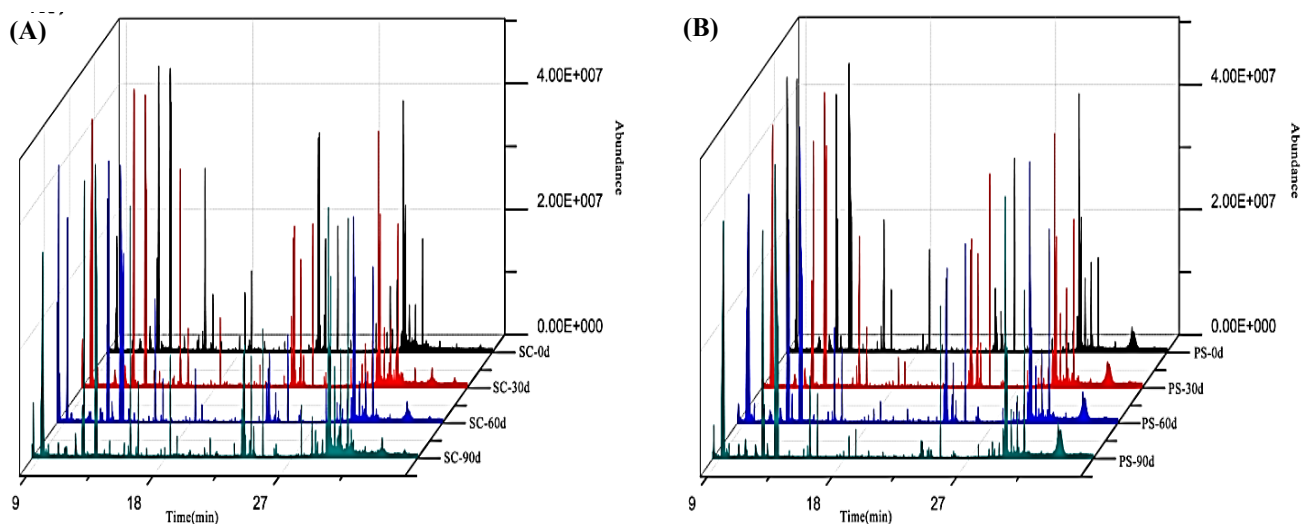 (A)
4.00E+007
2.00E+007
0.00E+000
Abundance
SC-0d
SC-30d
SC-60d
SC-90d
9
18
27
Time(min)
(B)
4.00E+007
2.00E+007
0.00E+000
Abundance
PS-0d
PS-30d
PS-60d
PS-90d
9
18
27
Time(min)